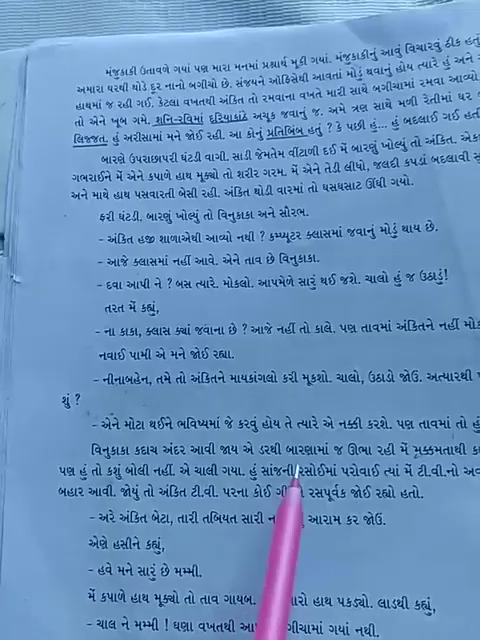 મંજુકાકી ઉતાવળે ગયાં પણ મારા મનમાં પ્રશ્નાર્થ મૂકી ગયાં. મંજુકાકીનું આવું વિચારવું ઠીક હતું
અમારા ઘરથી થોડે દૂર નાનો બગીચો છે. સંજયને ઓફિસેથી આવતાં મોડું થવાનું હોય ત્યારે હું અને
હાથમાં જ રહી ગઈ. કેટલા વખતથી અંકિત તો રમવાના વખતે મારી સાથે બગીચામાં રમવા આવ્યો
તો એને ખૂબ ગમે. શનિ-રવિમાં દરિયાકાંઠે અચૂક જવાનું જ. અમે ત્રણ સાથે મળી રેતીમાં ઘર
લિજ્જત. હું અરીસામાં મને જોઈ રહી. આ કોનું પ્રતિબિંબ હતું ? કે પછી હું... હું બદલાઈ ગઈ હતી
બારણે ઉપરાછાપરી ઘંટડી વાગી. સાડી જેમતેમ વીંટાળી દઈ મેં બારણું ખોલ્યું તો અંકિત.
ગભરાઈને મેં એને કપાળે હાથ મૂક્યો તો શરીર ગરમ. મેં એને તેડી લીધો, જલદી કપડાં બદલાવી
અને માથે હાથ પસવારતી બેસી રહી. અંકિત થોડી વારમાં તો ઘસઘસાટ ઊંઘી ગયો.
ફરી ઘંટડી. બારણું ખોલ્યું તો વિનુકાકા અને સૌરભ.
- અંકિત હજી શાળાએથી આવ્યો નથી ? કમ્પ્યૂટર ક્લાસમાં જવાનું મોડું થાય છે.
- આજે ક્લાસમાં નહીં આવે. એને તાવ છે વિનુકાકા.
- દવા આપી ને ? બસ ત્યારે. મોકલો. આપમેળે સારું થઈ જશે. ચાલો હું જ ઉઠાડું!
તરત મેં કહ્યું,
- ના કાકા, ક્લાસ ક્યાં જવાના છે ? આજે નહીં તો કાલે. પણ તાવમાં અંકિતને નહીં
નવાઈ પામી એ મને જોઈ રહ્યા.
- નીનાબહેન, તમે તો અંકિતને માયકાંગલો કરી મૂકશો. ચાલો, ઉઠાડો જોઉં. અત્યારથી
શું ?
- એને મોટા થઈને ભવિષ્યમાં જે કરવું હોય તે ત્યારે એ નક્કી કરશે. પણ તાવમાં તો હું
વિનુકાકા કદાચ અંદર આવી જાય એ ડરથી બારણામાં જ ઊભા રહી મેં મક્કમતાથી
પણ હું તો કશું બોલી નહીં. એ ચાલી ગયા. હું સાંજની રસોઈમાં પરોવાઈ ત્યાં મેં ટી.વી.નો
બહાર આવી. જોયું તો અંકિત ટી.વી. પરના કોઈ રસપૂર્વક જોઈ રહ્યો હતો.
- અરે અંકિત બેટા, તારી તબિયત સારી આરામ કર જોઉં.
એણે હસીને કહ્યું,
- હવે મને સારું છે મમ્મી.
મેં કપાળે હાથ મૂક્યો તો તાવ ગાયબ. હાથ પકડ્યો. લાડથી કહ્યું,
- ચાલ ને મમ્મી ! ઘણા વખતથી ગયાં નથી.